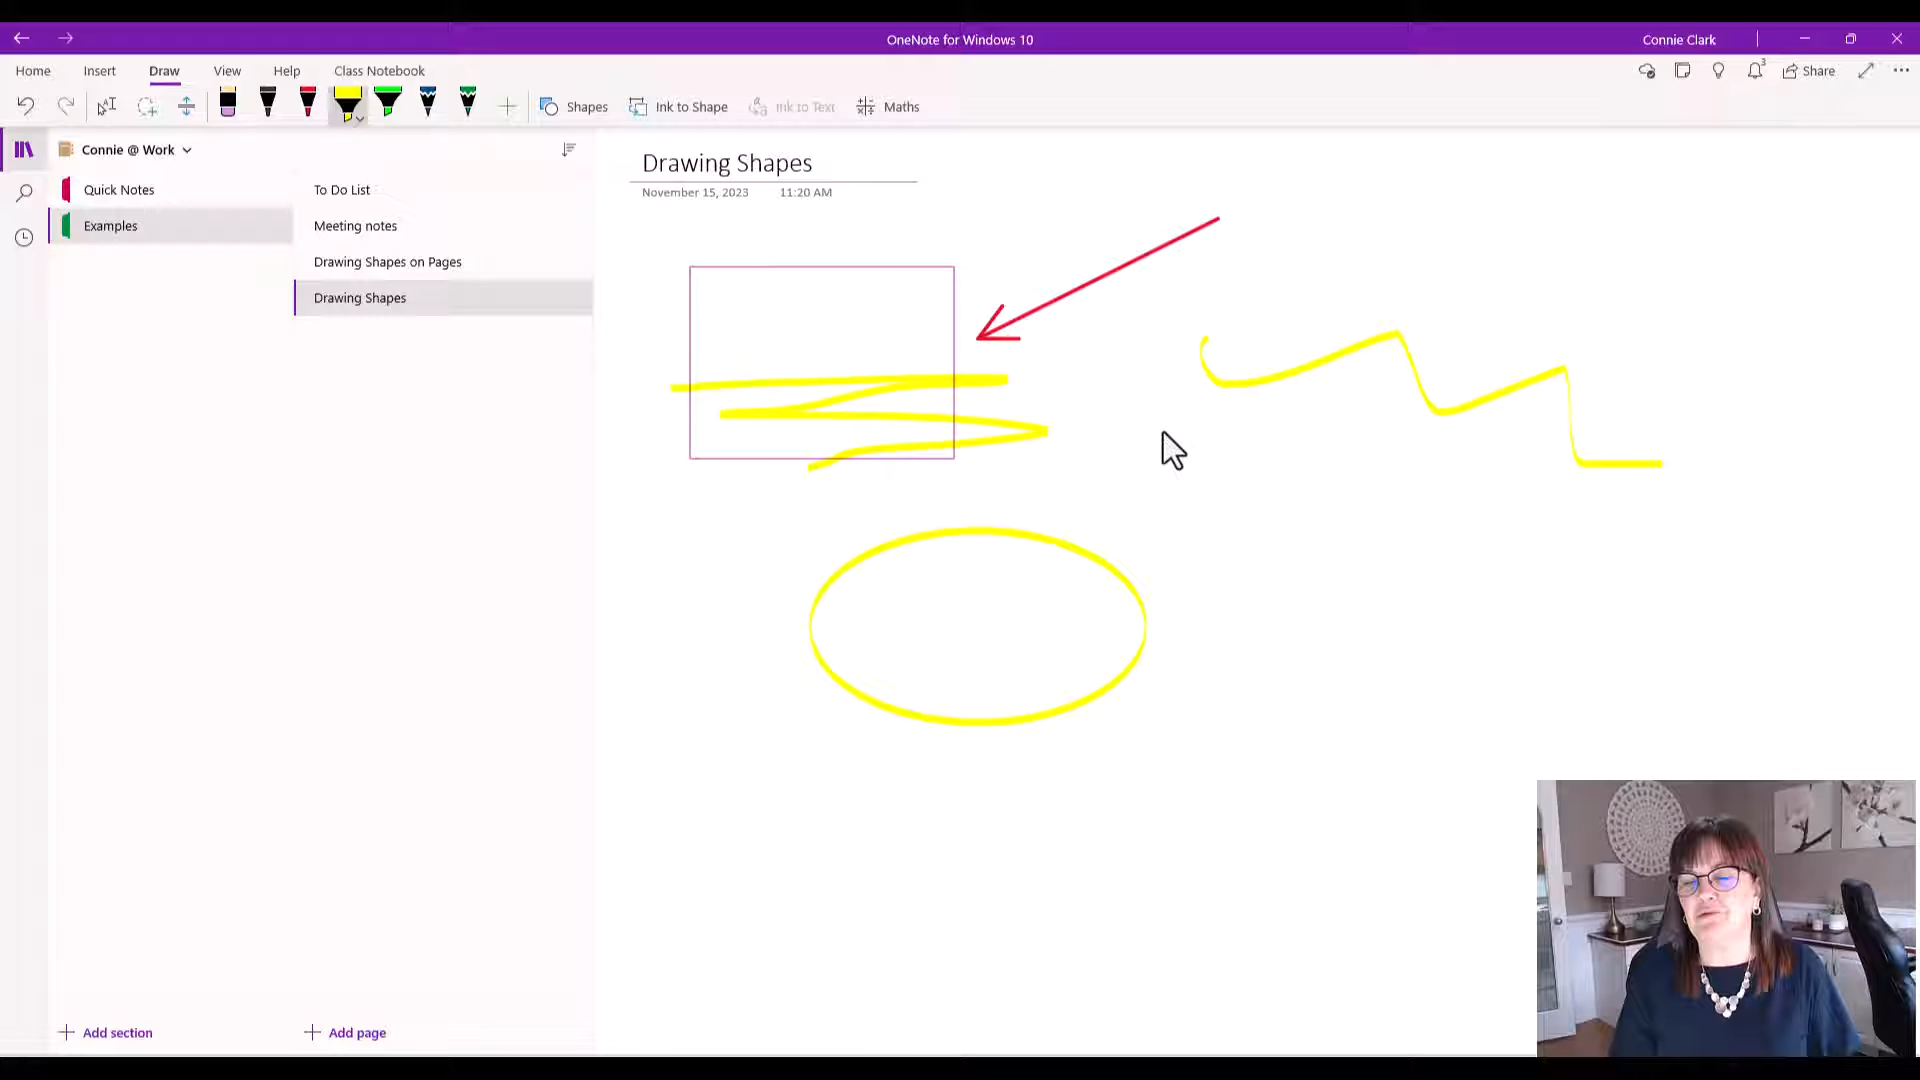 OneNote for Windows 10
Connie Clark
Home Insert Draw View Help Class Notebook
3
Share
Shapes Ink to Shape Ink to Text Maths
Connie @ Work
Quick Notes
Examples
To Do List
Meeting notes
Drawing Shapes on Pages
Drawing Shapes
Drawing Shapes
November 15, 2023 11:20 AM
Add section
Add page